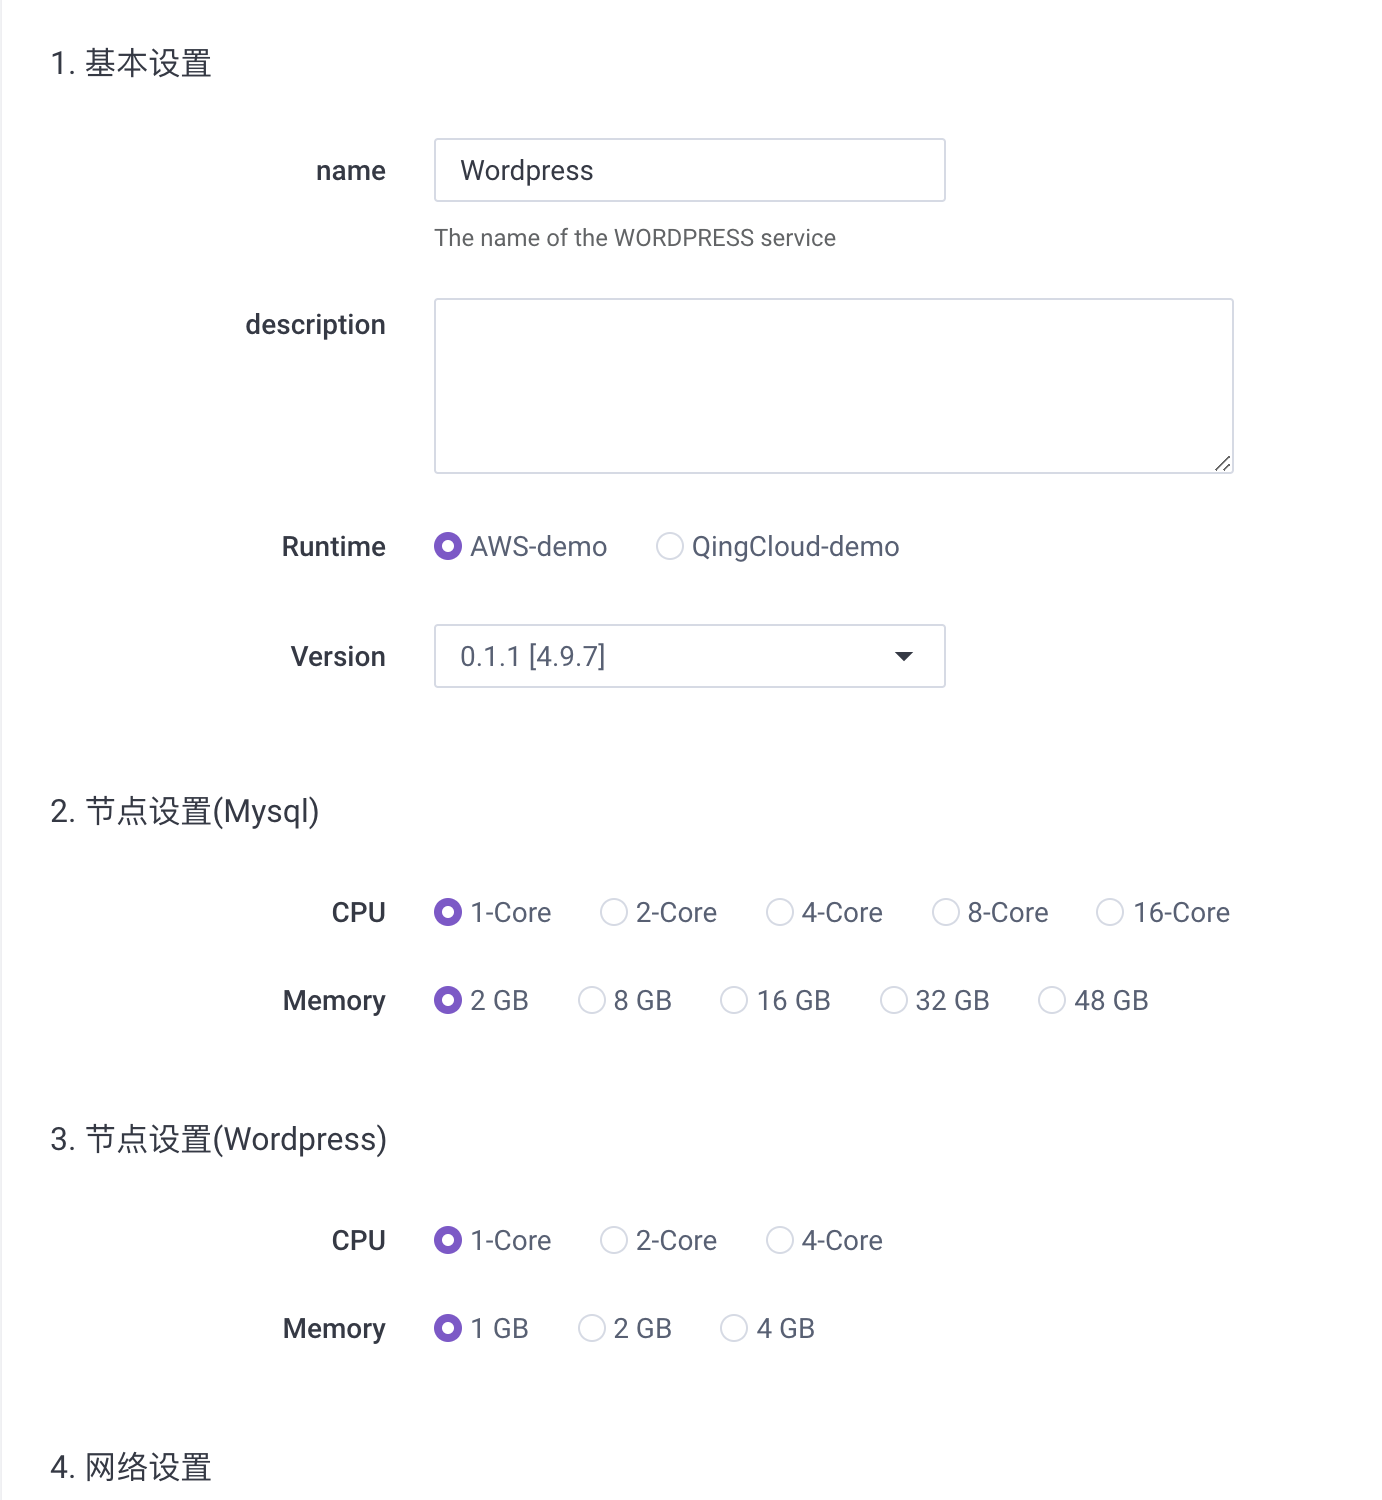 1. 基本设置
name
Wordpress
The name of the WORDPRESS service
description
Runtime AWS-demo QingCloud-demo
Version 0.1.1 [4.9.7]
2. 节点设置(Mysql)
CPU 1-Core 2-Core 4-Core 8-Core 16-Core
Memory 2 GB 8 GB 16 GB 32 GB 48 GB
3. 节点设置(Wordpress)
CPU 1-Core 2-Core 4-Core
Memory 1 GB 2 GB 4 GB
4. 网络设置